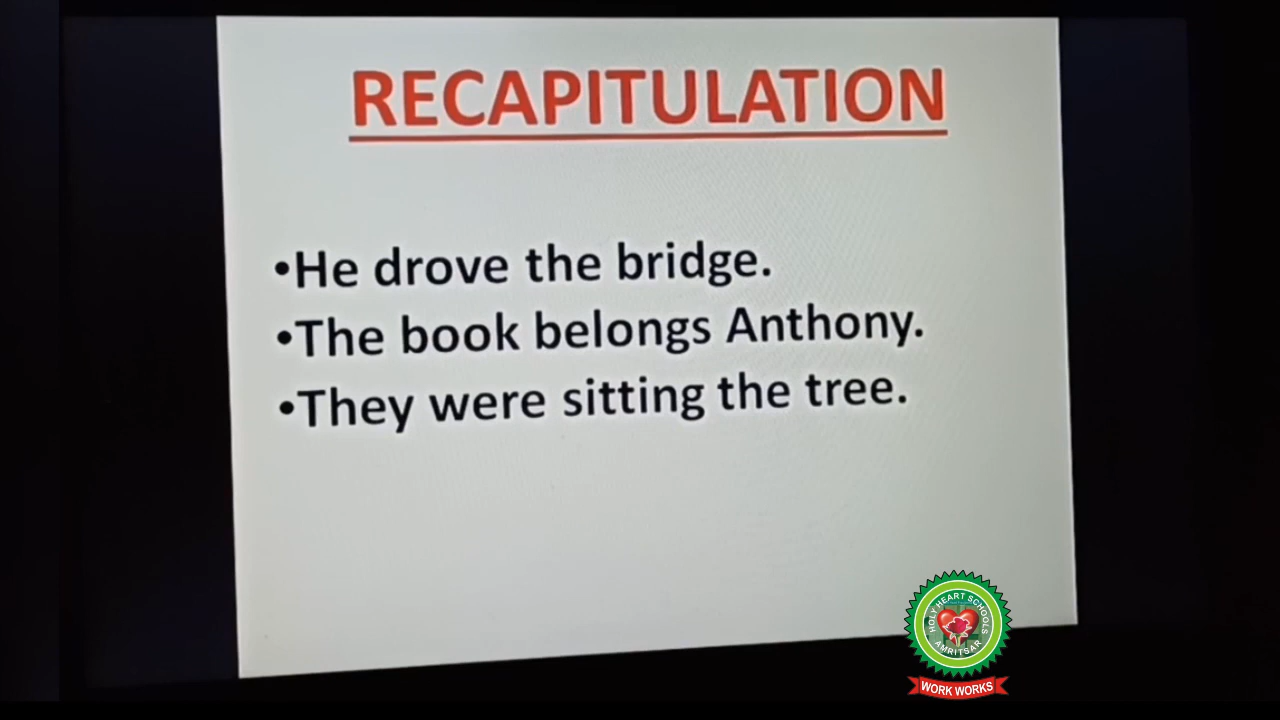 RECAPITULATION
•He drove the bridge.
•The book belongs Anthony.
•They were sitting the tree.
HOLY HEART SCHOOLS
AMRITSAR
WORK WORKS